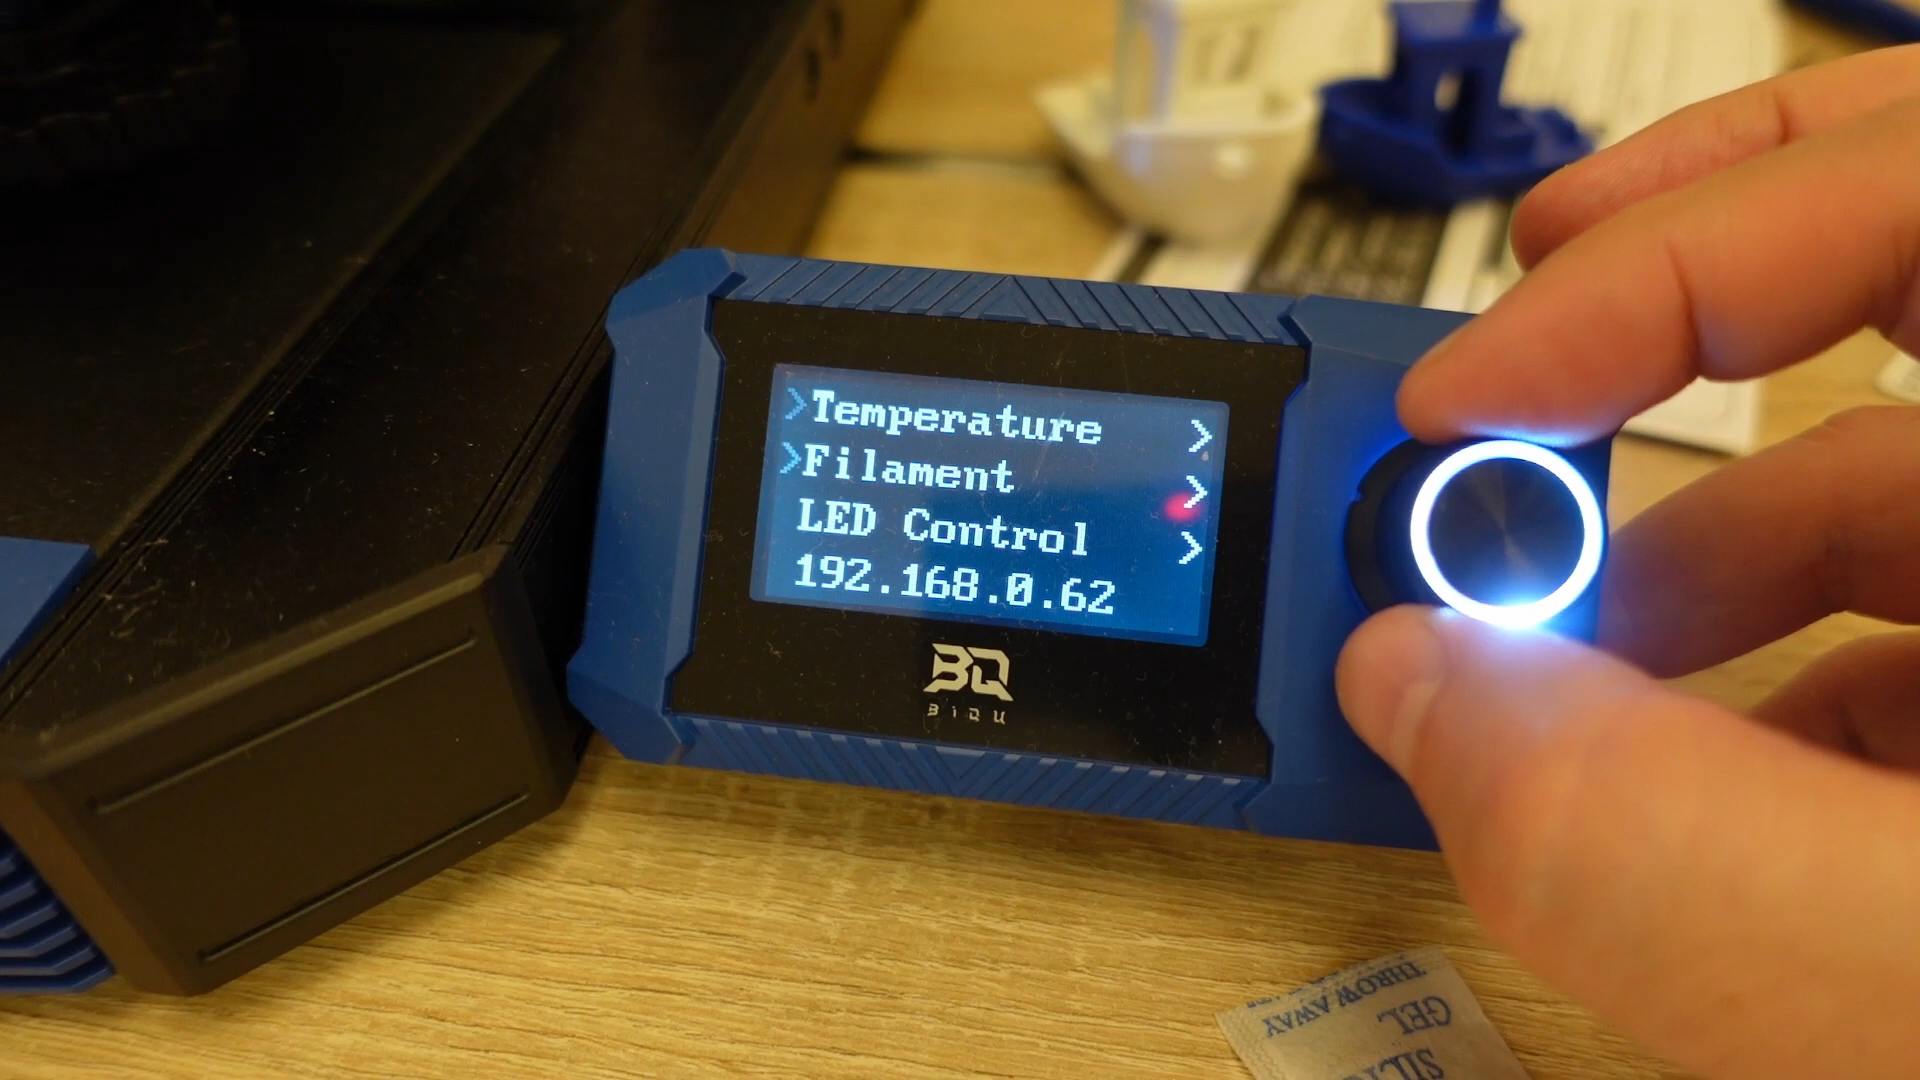 >Temperature >
>Filament >
LED Control >
192.168.0.62
BQ
BIQU
THROW AWAY
GEL